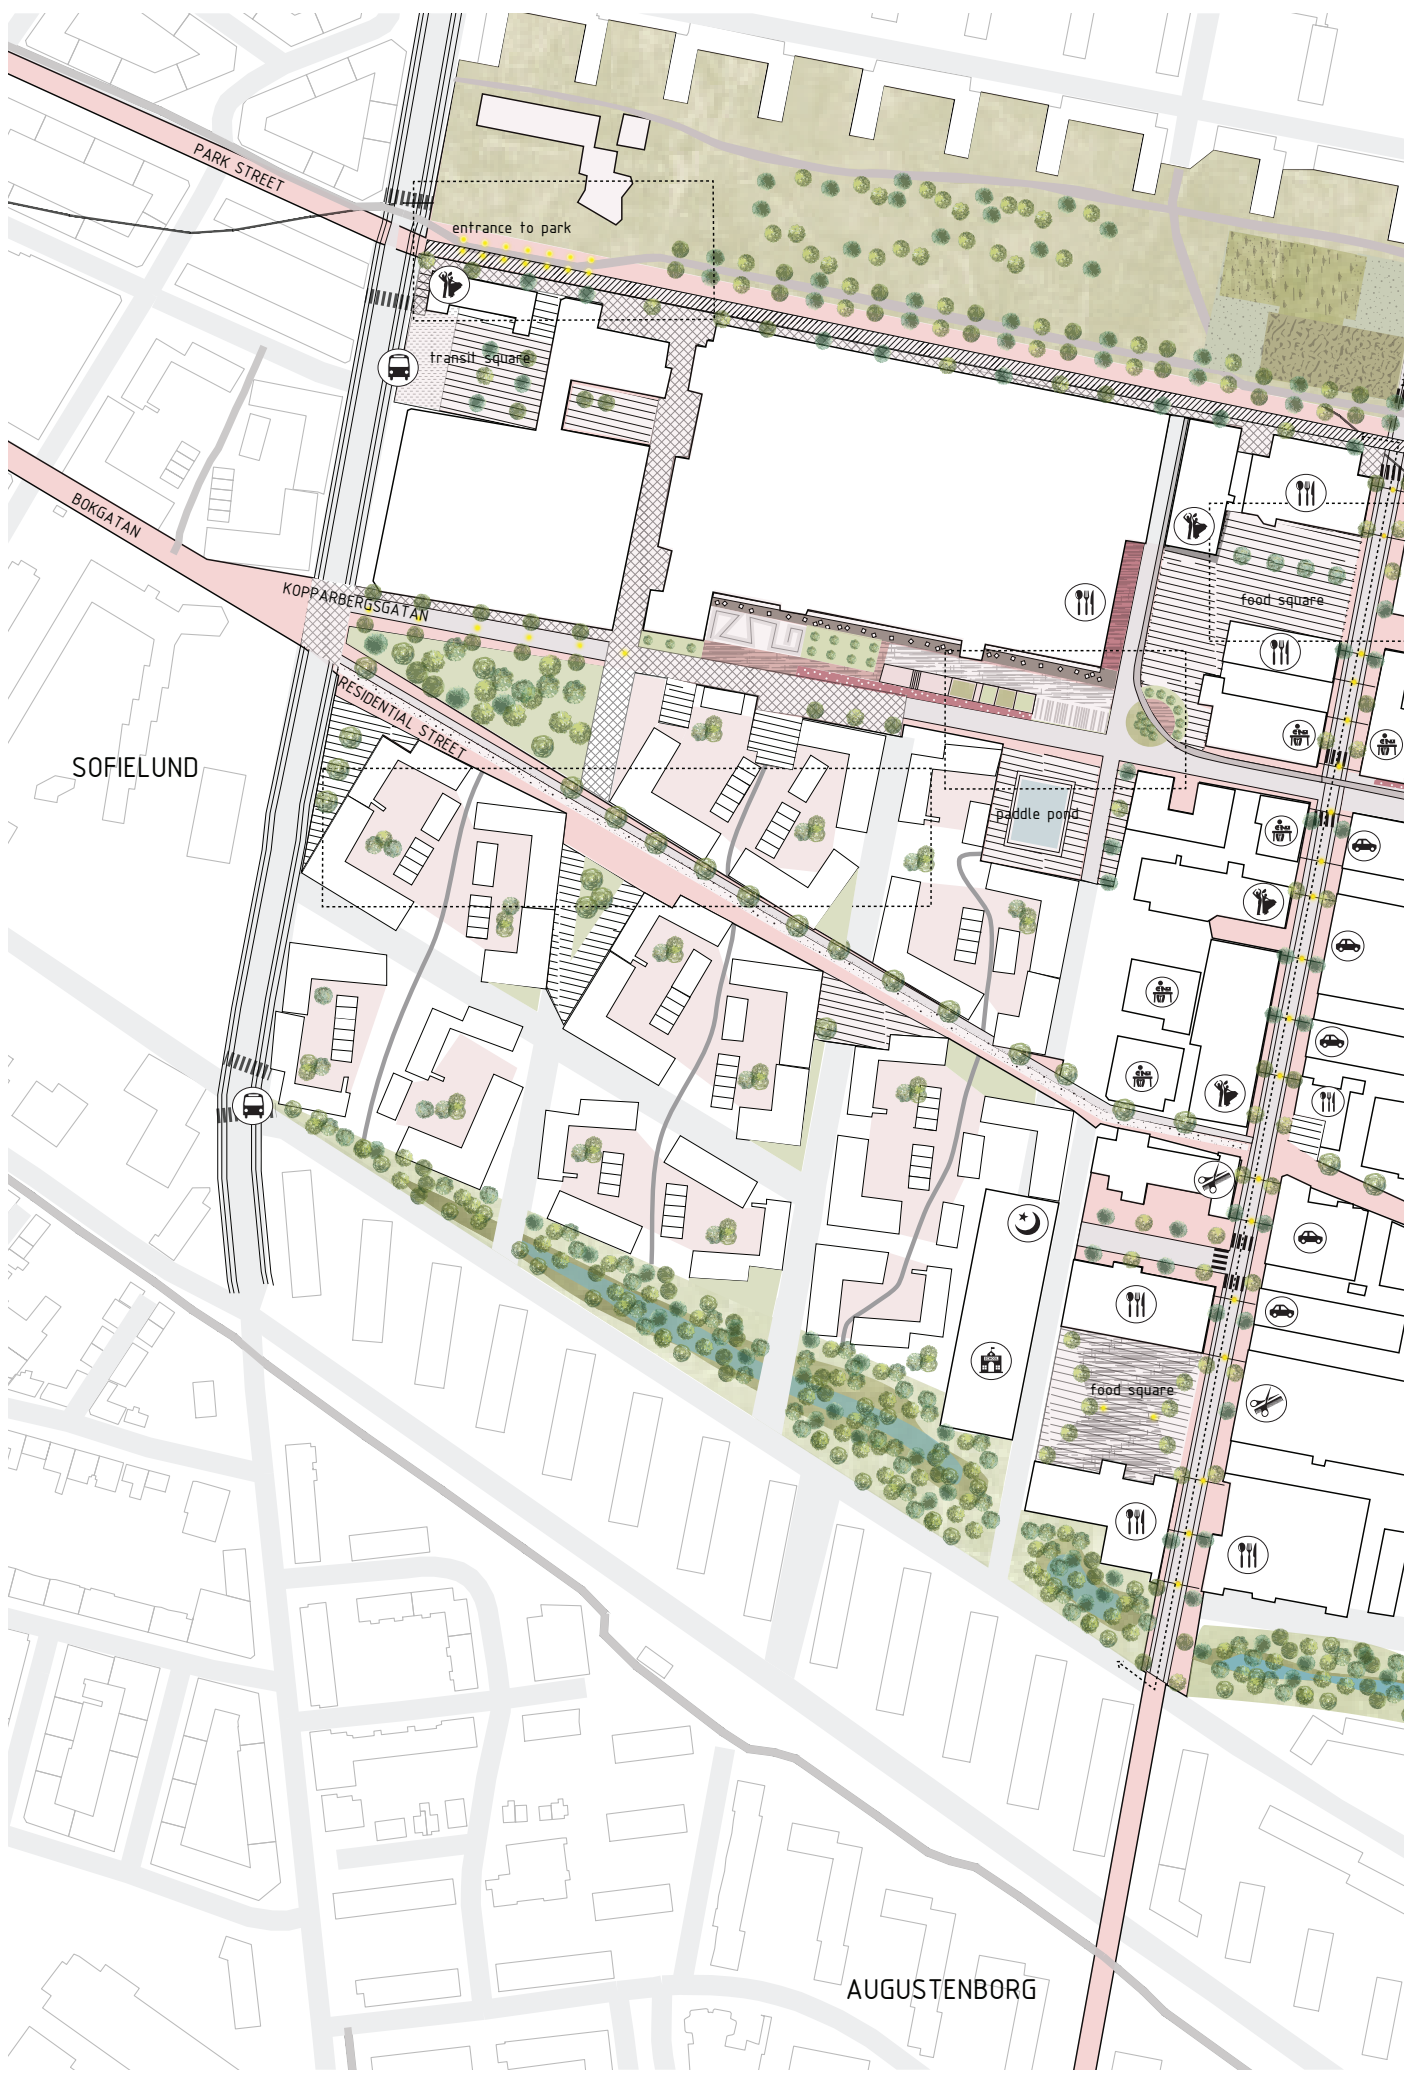 PARK STREET
entrance to park
transit square
BOKGATAN
KOPPARBERGSGATAN
food square
RESIDENTIAL STREET
SOFIELUND
paddle pond
food square
AUGUSTENBORG